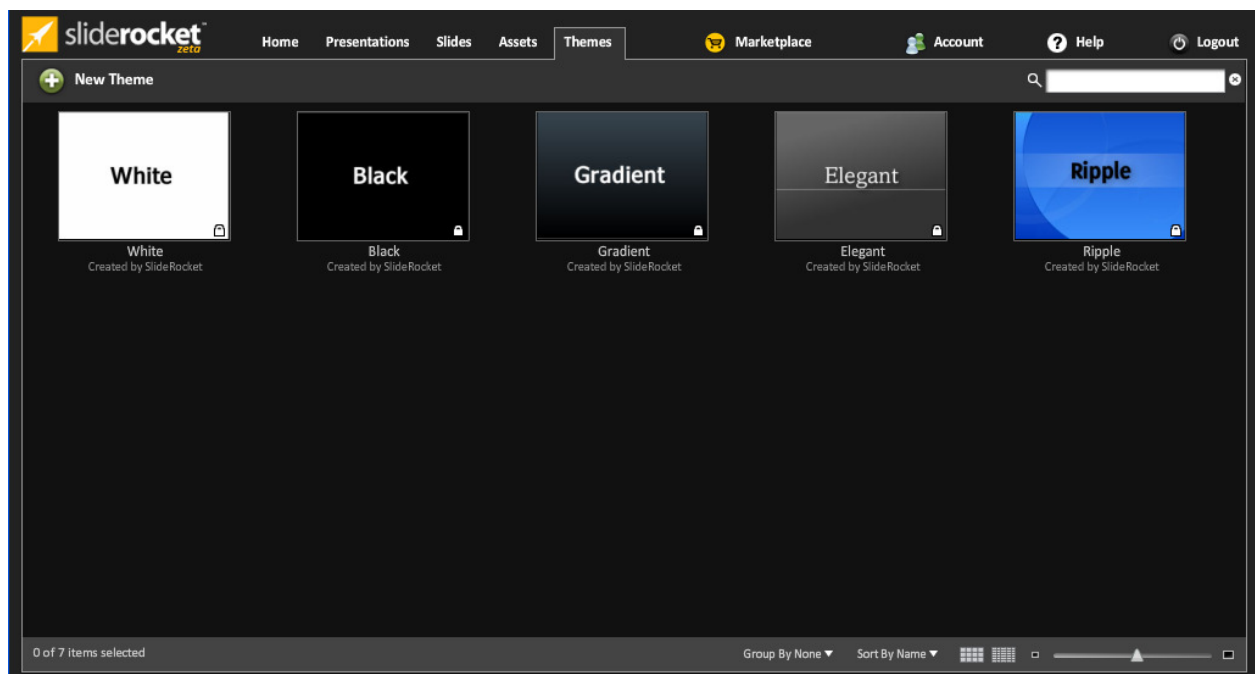 sliderocket™
zeta
Home Presentations Slides Assets Themes Marketplace Account ? Help Logout
New Theme
White Black Gradient Elegant Ripple
White Black Gradient Elegant Ripple
Created by SlideRocket Created by SlideRocket Created by SlideRocket Created by SlideRocket Created by SlideRocket
0 of 7 items selected Group By None ▼ Sort By Name ▼